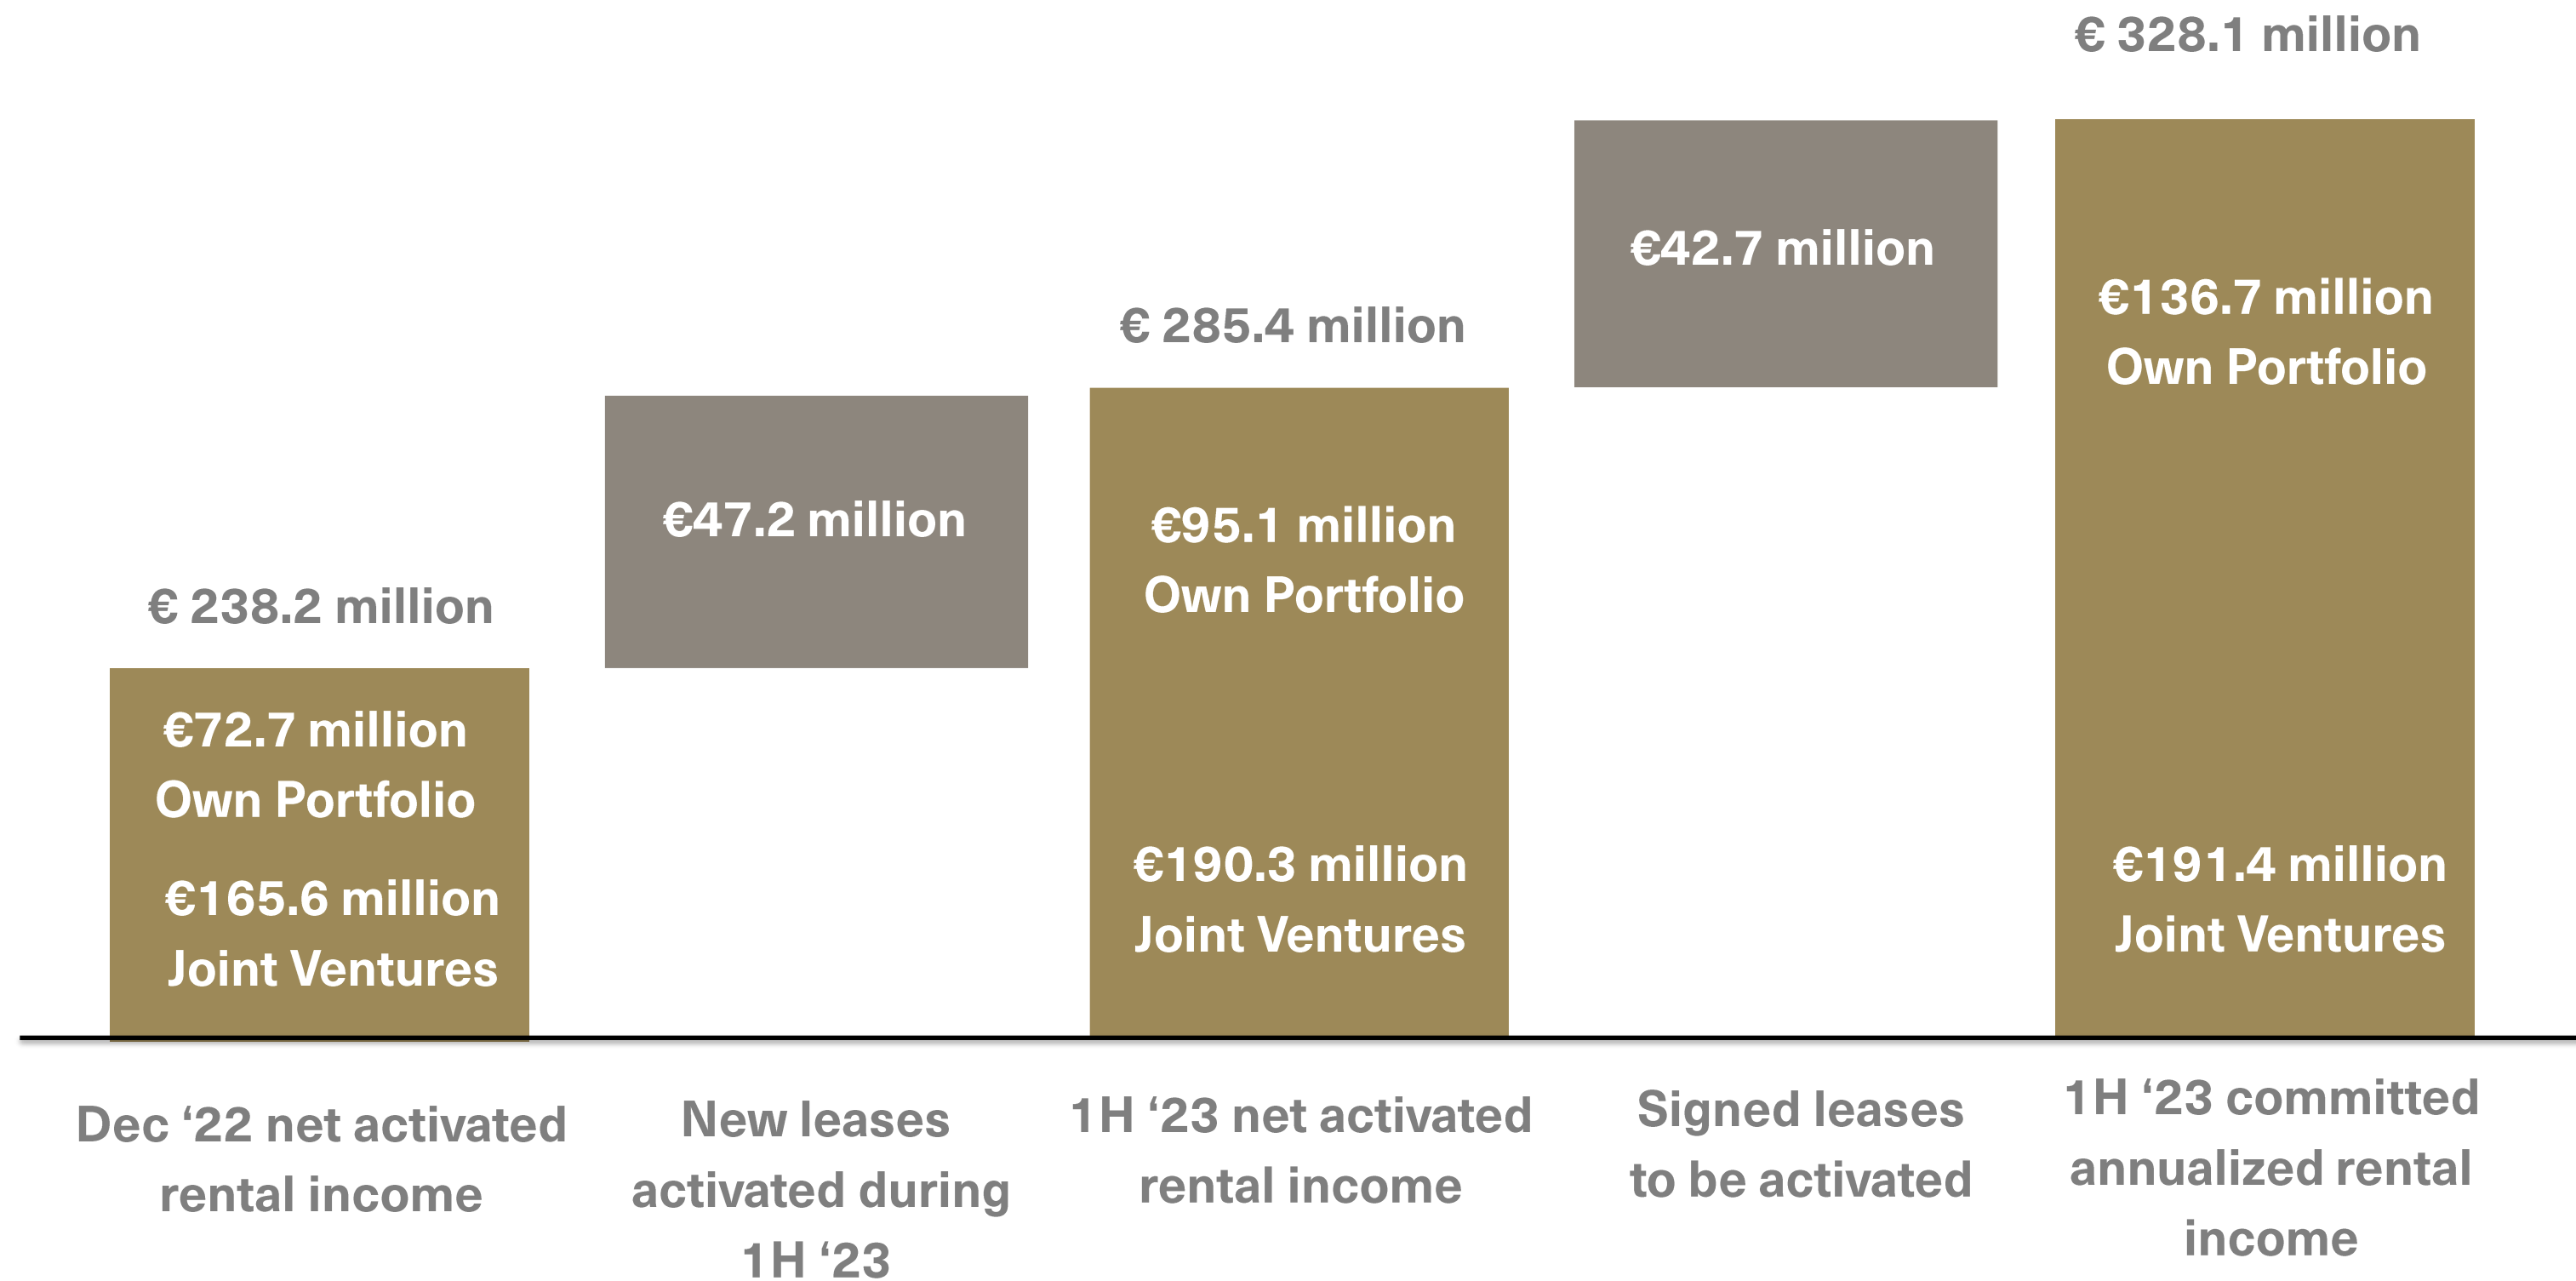 € 238.2 million
€72.7 million
Own Portfolio
€165.6 million
Joint Ventures
Dec ‘22 net activated
rental income
€47.2 million
New leases
activated during
1H ‘23
€ 285.4 million
€95.1 million
Own Portfolio
€190.3 million
Joint Ventures
1H ‘23 net activated
rental income
€42.7 million
Signed leases
to be activated
€ 328.1 million
€136.7 million
Own Portfolio
€191.4 million
Joint Ventures
1H ‘23 committed
annualized rental
income